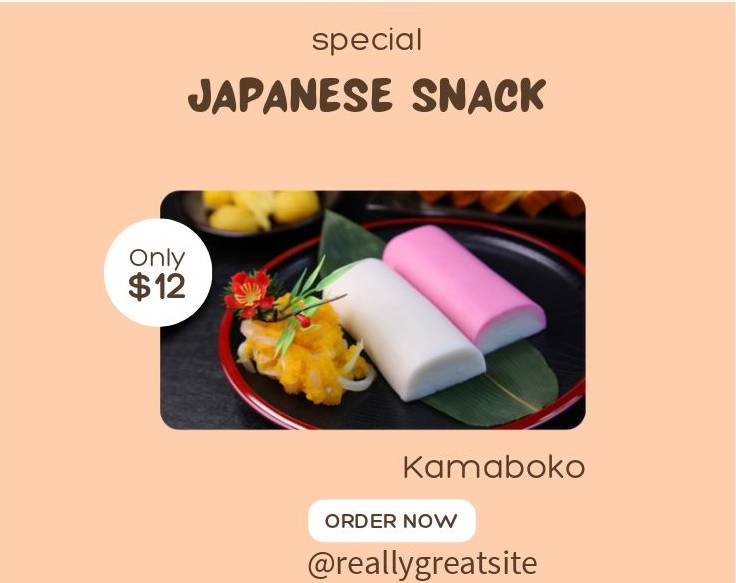 special
JAPANESE SNACK
Only
$12
Kamaboko
ORDER NOW
@reallygreatsite